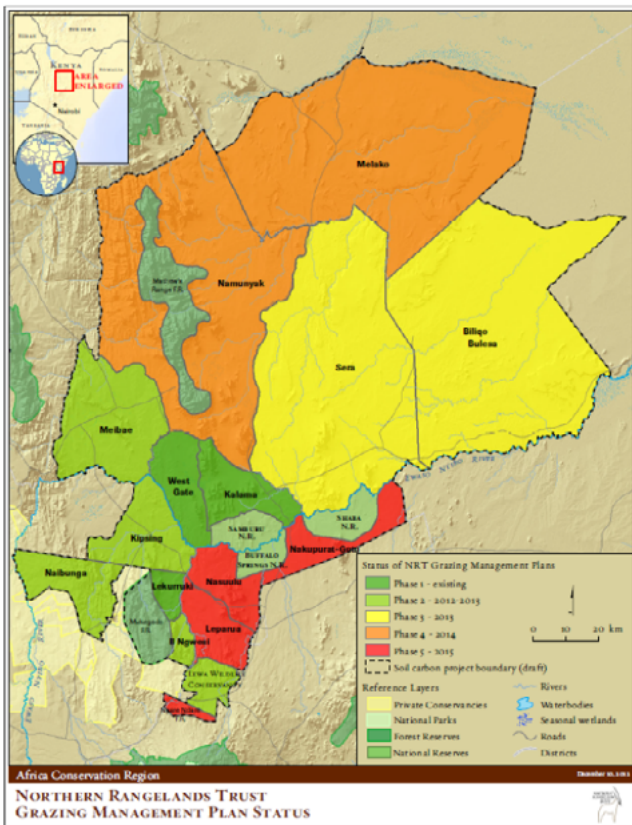 KENYA
AREA
ENLARGED
Nairobi
Melako
Namunyak
Range F.R.
Sera
Biliqo
Bulesa
Meibae
West
Gate
Kalama
EWASO NYIRO RIVER
SHABA
N.R.
SAMBURU
N.R.
Kipsing
BUFFALO
SPRINGS N.R.
Naibunga
Lekurruki
Nasuulu
Leparua
Il Ngwesi
LEWA WILDLIFE
CONSERVANCY
Status of NRT Grazing Management Plans
Phase 1 - existing
Phase 2 - 2012-2013
Phase 3 - 2013
Phase 4 - 2014
Phase 5 - 2015
Soil carbon project boundary (draft)
0 10 20 km
Reference Layers
Private Conservancies
National Parks
Forest Reserves
National Reserves
Rivers
Waterbodies
Seasonal wetlands
Roads
Districts
Africa Conservation Region
NORTHERN RANGELANDS TRUST
GRAZING MANAGEMENT PLAN STATUS